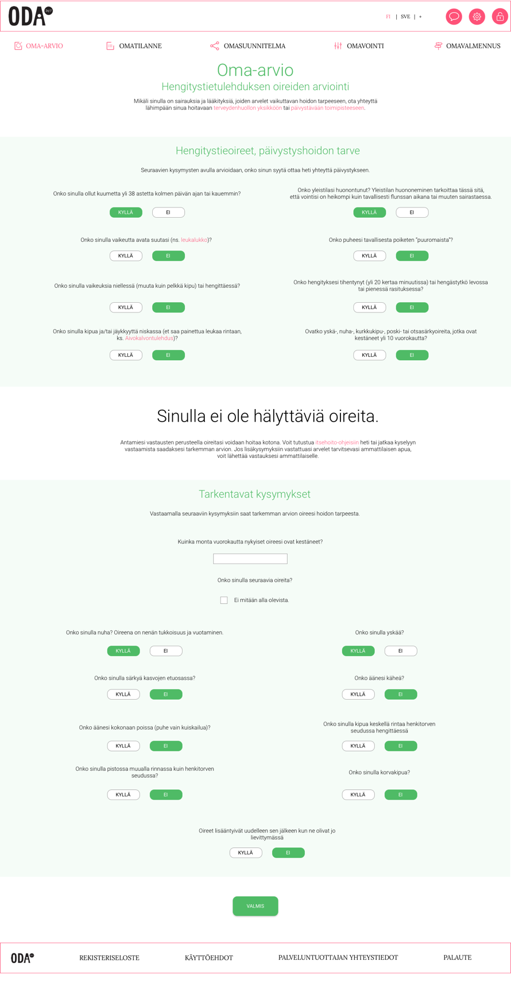 ODA 24/7
FI | SVE | +
OMA-ARVIO
OMATILANNE
OMASUUNNITELMA
OMAVOINTI
OMAVALMENNUS
Oma-arvio
Hengitystietulehduksen oireiden arviointi
Mikäli sinulla on sairauksia ja lääkityksiä, joiden arvelet vaikuttavan hoidon tarpeeseen, ota yhteyttä
lähimpään sinua hoitavaan terveydenhuollon yksikköön tai päivystävään toimipisteeseen.
Hengitystieoireet, päivystyshoidon tarve
Seuraavien kysymysten avulla arvioidaan, onko sinun syytä ottaa heti yhteyttä päivystykseen.
Onko sinulla ollut kuumetta yli 38 astetta kolmen päivän ajan tai kauemmin?
KYLLÄ EI
Onko yleistilasi huonontunut? Yleistilan huononeminen tarkoittaa tässä sitä,
että vointisi on heikompi kuin tavallisesti flunssan aikana tai muuten sairastaessa.
KYLLÄ EI
Onko sinulla vaikeutta avata suutasi (ns. leukalukko)?
KYLLÄ EI
Onko puheesi tavallisesta poiketen "puuromaista"?
KYLLÄ EI
Onko sinulla vaikeuksia niellessä (muuta kuin pelkkä kipu) tai hengittäessä?
KYLLÄ EI
Onko hengityksesi tihentynyt (yli 20 kertaa minuutissa) tai hengästytkö levossa
tai pienessä rasituksessa?
KYLLÄ EI
Onko sinulla kipua ja/tai jäykkyyttä niskassa (et saa painettua leukaa rintaan,
ks. Aivokalvontulehdus)?
KYLLÄ EI
Ovatko yskä-, nuha-, kurkkukipu-, poski- tai otsasärkyoireita, jotka ovat
kestäneet yli 10 vuorokautta?
KYLLÄ EI
Sinulla ei ole hälyttäviä oireita.
Antamiesi vastausten perusteella oireitasi voidaan hoitaa kotona. Voit tutustua itsehoito-ohjeisiin heti tai jatkaa kyselyyn
vastaamista saadaksesi tarkemman arvion. Jos lisäkysymyksiin vastattuasi arvelet tarvitsevasi ammattilaisen apua,
voit lähettää vastauksesi ammattilaiselle.
Tarkentavat kysymykset
Vastaamalla seuraaviin kysymyksiin saat tarkemman arvion oireesi hoidon tarpeesta.
Kuinka monta vuorokautta nykyiset oireesi ovat kestäneet?
Onko sinulla seuraavia oireita?
Ei mitään alla olevista.
Onko sinulla nuha? Oireena on nenän tukkoisuus ja vuotaminen.
KYLLÄ EI
Onko sinulla yskää?
KYLLÄ EI
Onko sinulla särkyä kasvojen etuosassa?
KYLLÄ EI
Onko äänesi käheä?
KYLLÄ EI
Onko äänesi kokonaan poissa (puhe vain kuiskailua)?
KYLLÄ EI
Onko sinulla kipua keskellä rintaa henkitorven
seudussa hengittäessä
KYLLÄ EI
Onko sinulla pistossa muualla rinnassa kuin henkitorven
seudussa?
KYLLÄ EI
Onko sinulla korvakipua?
KYLLÄ EI
Oireet lisääntyivät uudelleen sen jälkeen kun ne olivat jo
lievittymässä
KYLLÄ EI
VALMIS
ODA
REKISTERISELOSTE
KÄYTTÖEHDOT
PALVELUNTUOTTAJAN YHTEYSTIEDOT
PALAUTE